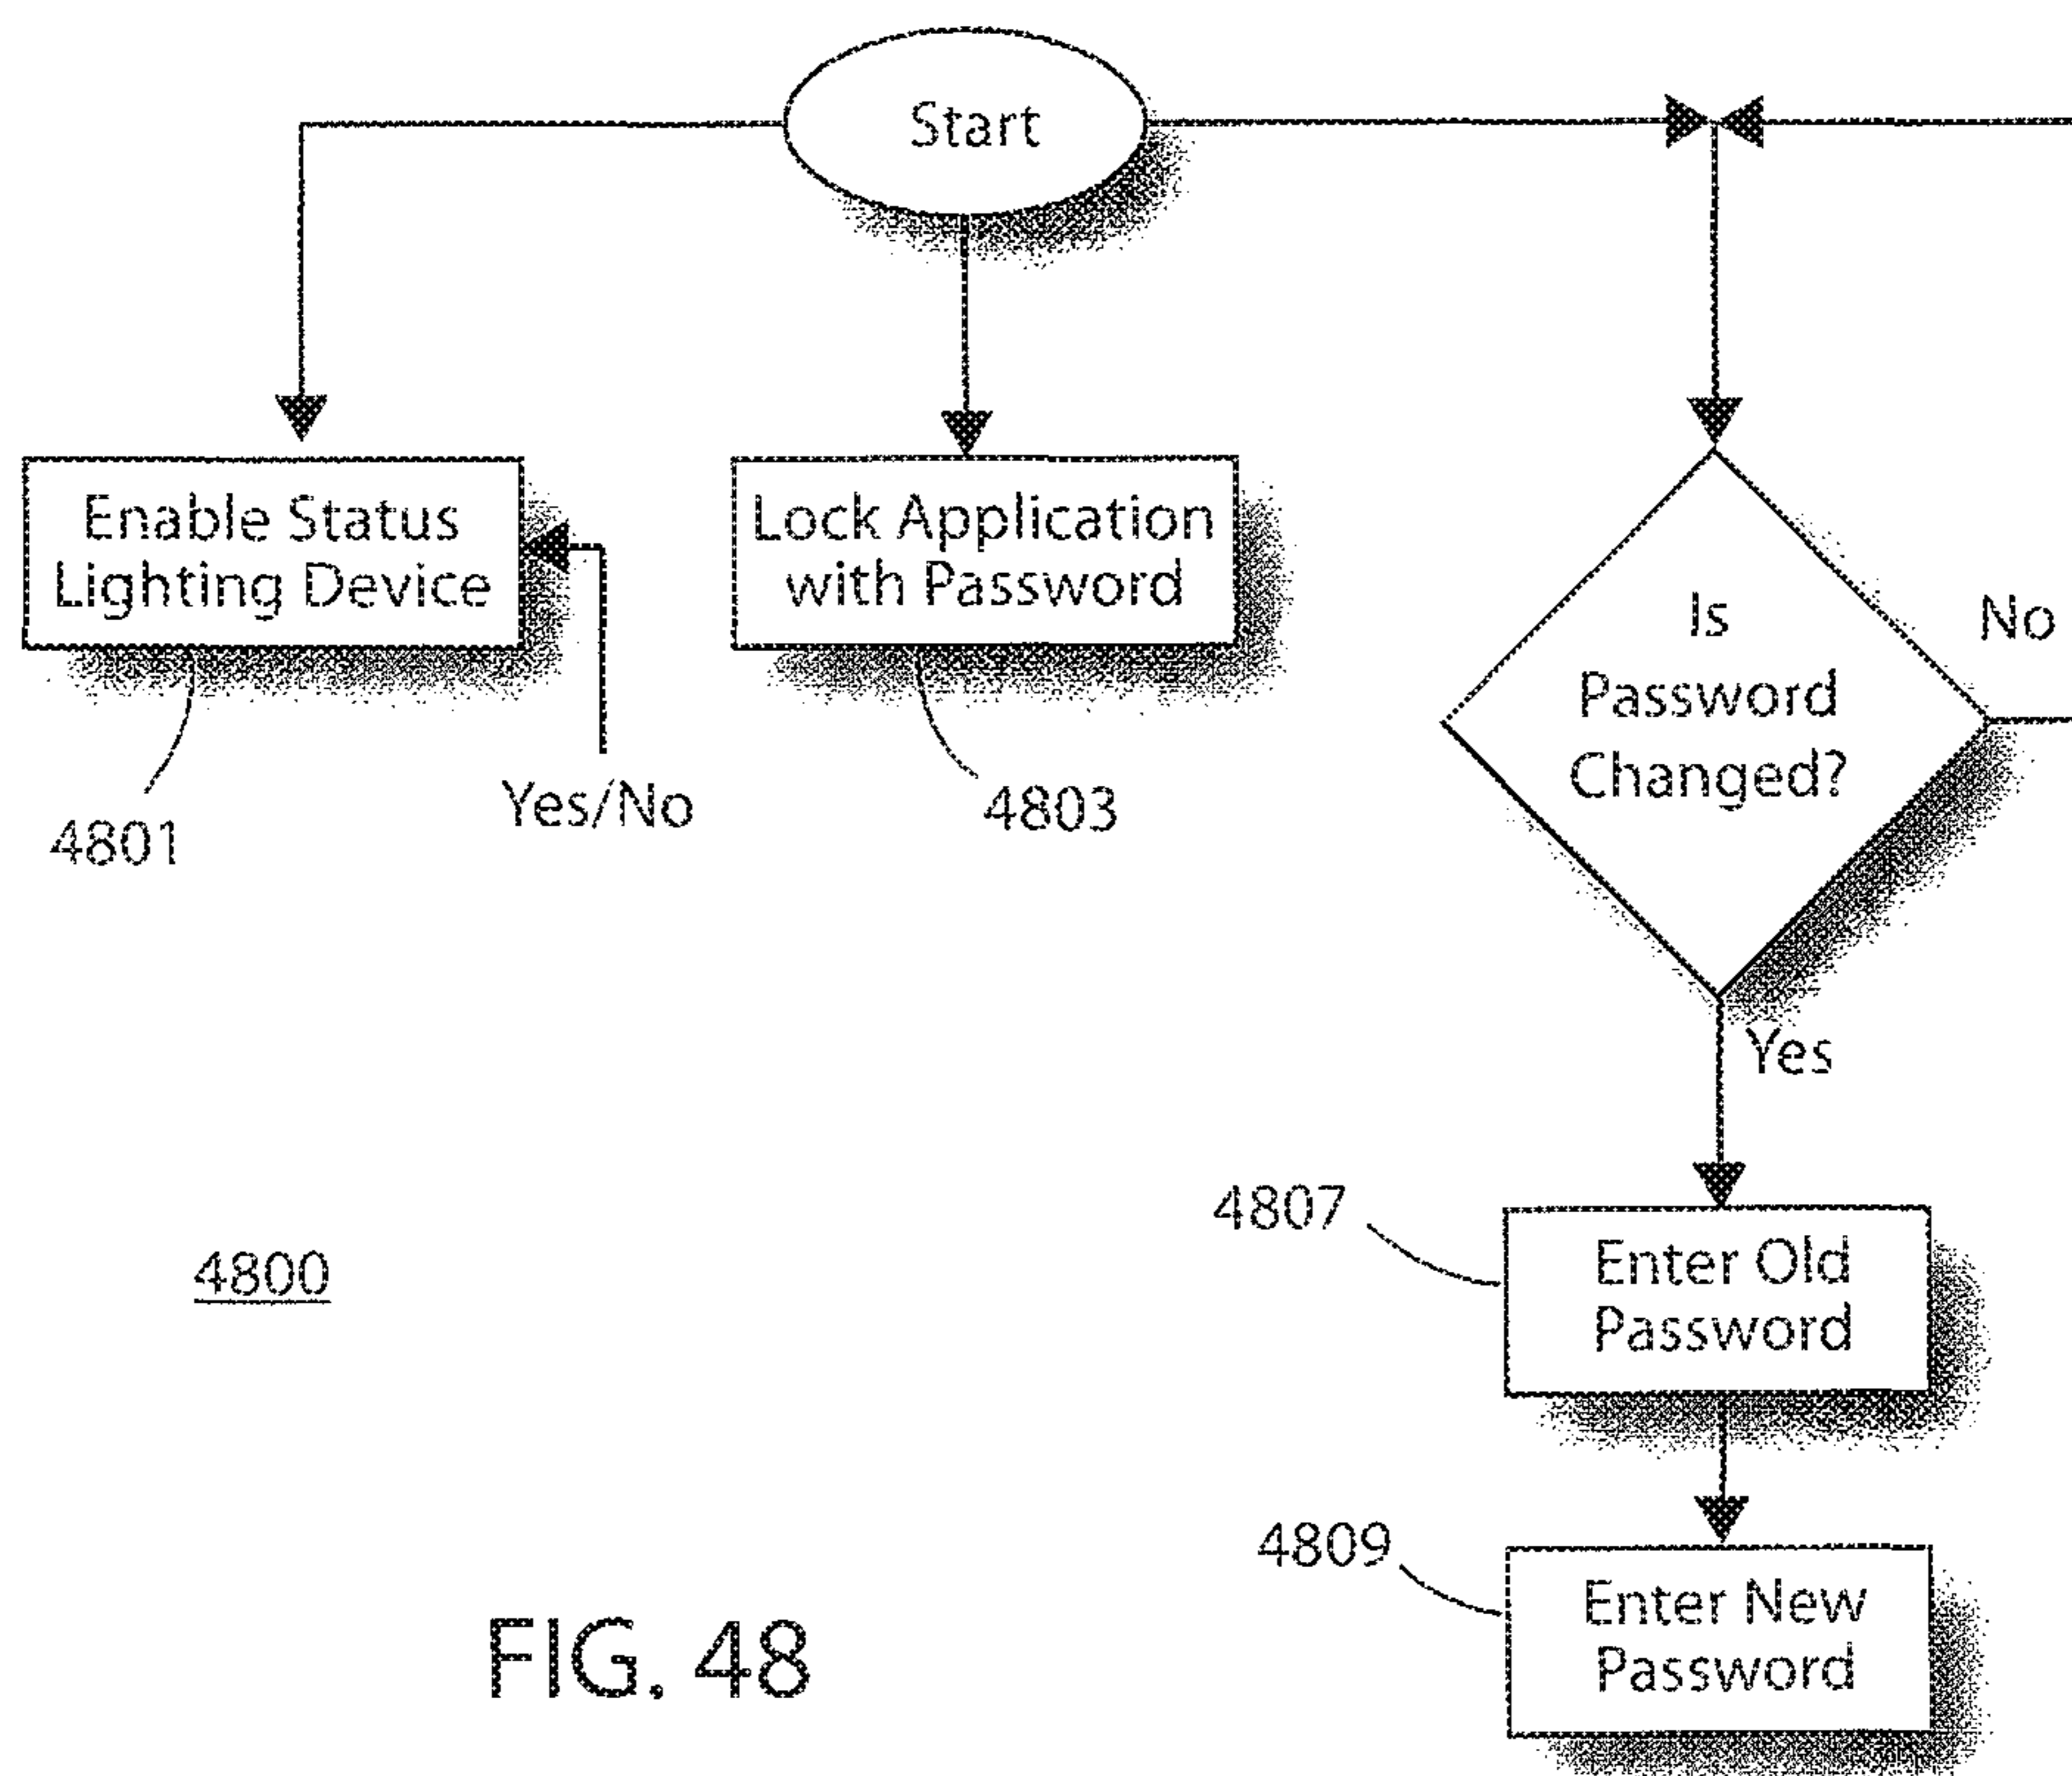 Start
Enable Status
Lighting Device
Lock Application
with Password
Is
Password
Changed?
No
Yes/No
4801
4803
Yes
4807
Enter Old
Password
4800
4809
Enter New
Password
FIG. 48